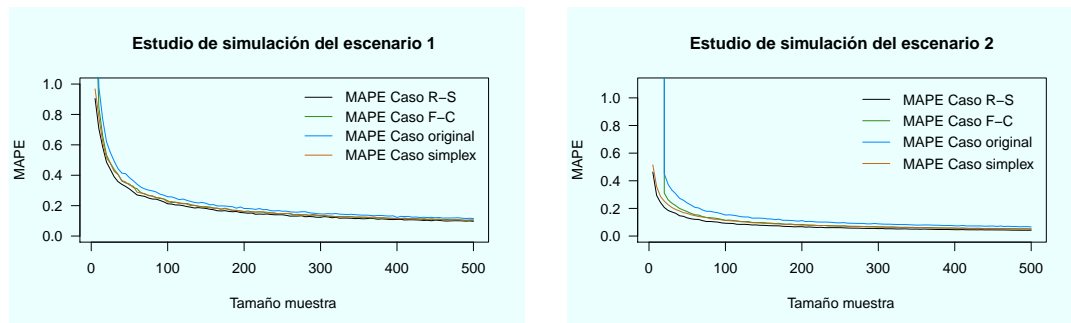 Estudio de simulación del escenario 1
MAPE
1.0
0.8
0.6
0.4
0.2
0.0
MAPE Caso R−S
MAPE Caso F−C
MAPE Caso original
MAPE Caso simplex
0 100 200 300 400 500
Tamaño muestra
Estudio de simulación del escenario 2
MAPE
1.0
0.8
0.6
0.4
0.2
0.0
MAPE Caso R−S
MAPE Caso F−C
MAPE Caso original
MAPE Caso simplex
0 100 200 300 400 500
Tamaño muestra